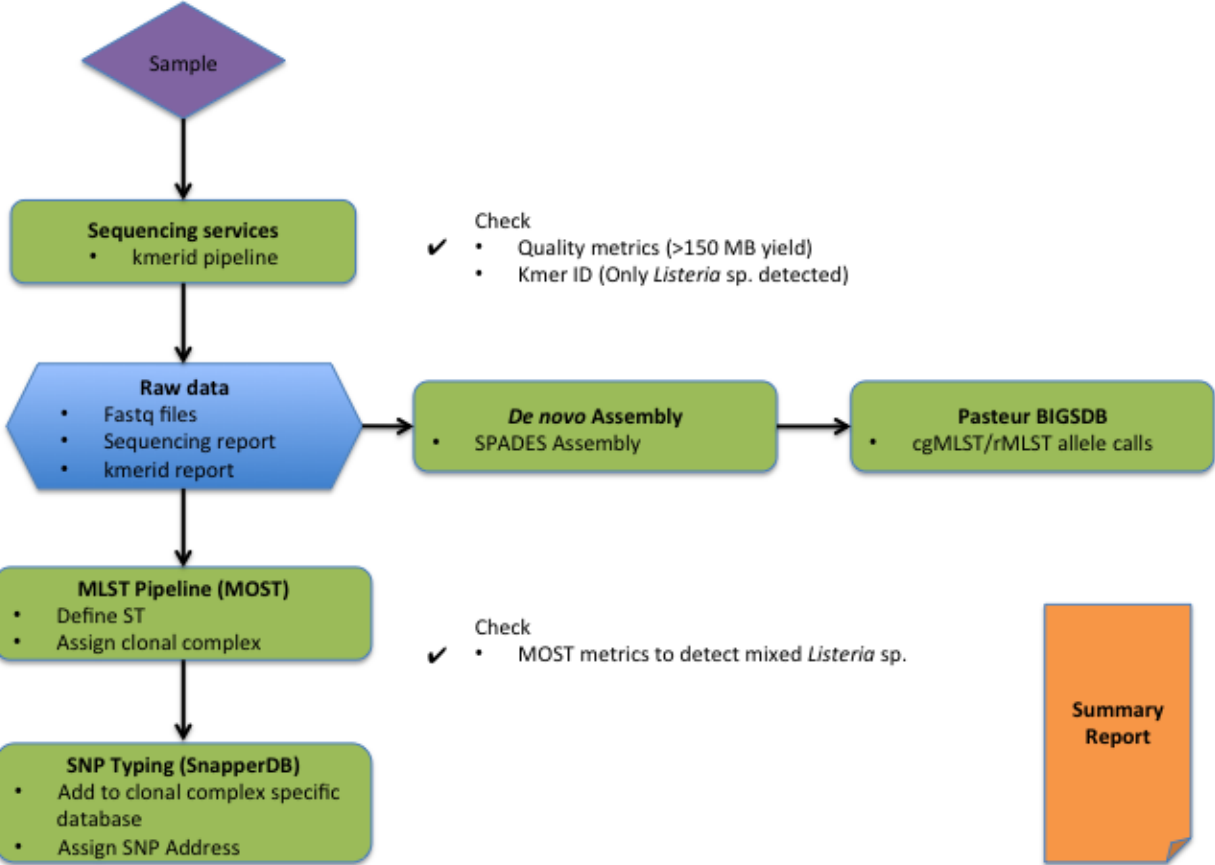 Sample
Sequencing services
• kmerid pipeline
Check
✔ • Quality metrics (>150 MB yield)
• Kmer ID (Only Listeria sp. detected)
Raw data
• Fastq files
• Sequencing report
• kmerid report
De novo Assembly
• SPADES Assembly
Pasteur BIGSDB
• cgMLST/rMLST allele calls
MLST Pipeline (MOST)
• Define ST
• Assign clonal complex
Check
✔ • MOST metrics to detect mixed Listeria sp.
SNP Typing (SnapperDB)
• Add to clonal complex specific
database
• Assign SNP Address
Summary
Report